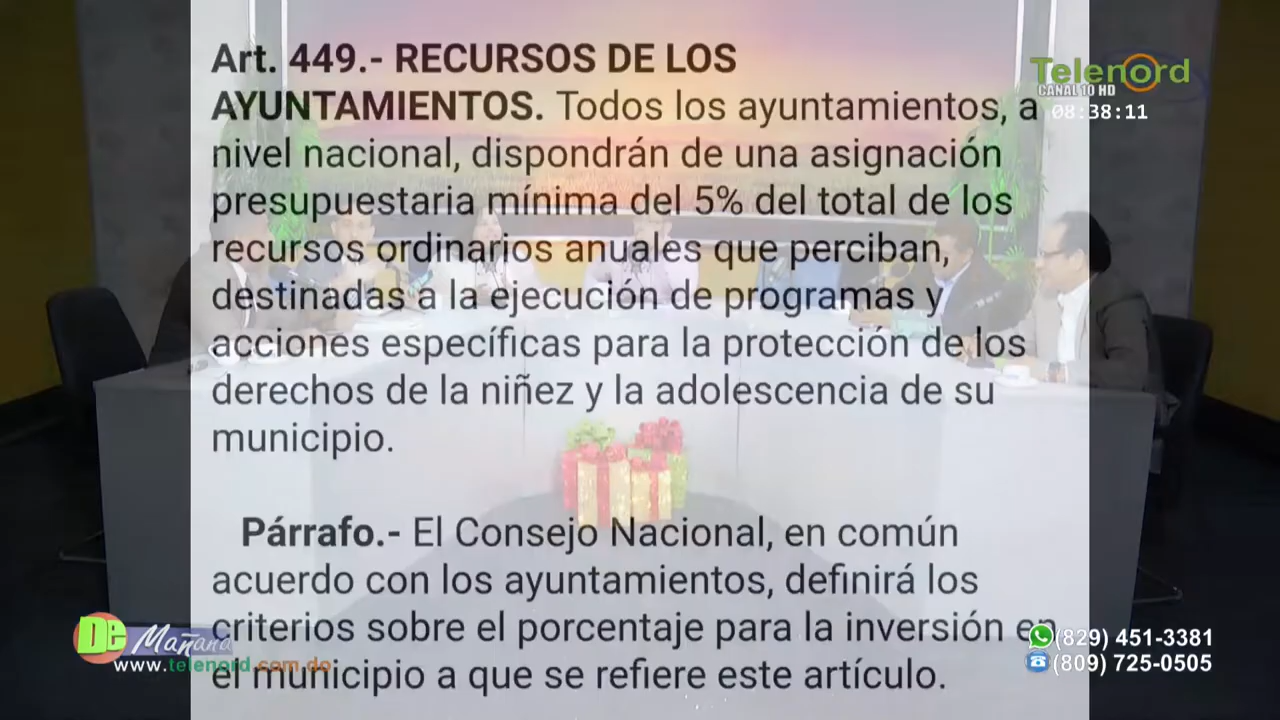 Art. 449.- RECURSOS DE LOS
AYUNTAMIENTOS. Todos los ayuntamientos, a
nivel nacional, dispondrán de una asignación
presupuestaria mínima del 5% del total de los
recursos ordinarios anuales que perciban,
destinadas a la ejecución de programas y
acciones específicas para la protección de los
derechos de la niñez y la adolescencia de su
municipio.
Párrafo.- El Consejo Nacional, en común
acuerdo con los ayuntamientos, definirá los
criterios sobre el porcentaje para la inversión en
el municipio a que se refiere este artículo.
Telenord
CANAL 10 HD
08:38:11
De Mañana
www.telenord.com.do
(829) 451-3381
(809) 725-0505